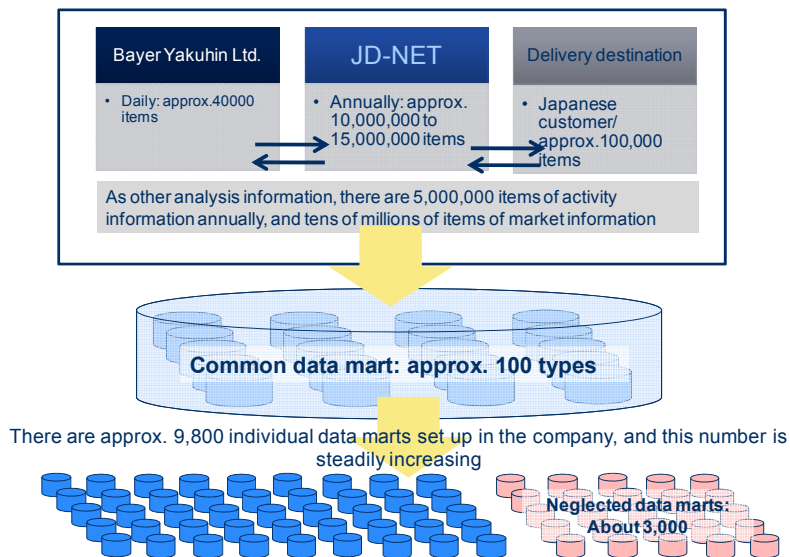 Bayer Yakuhin Ltd.
• Daily: approx.40000
items
JD-NET
• Annually: approx.
10,000,000 to
15,000,000 items
Delivery destination
• Japanese
customer/
approx.100,000
items
As other analysis information, there are 5,000,000 items of activity
information annually, and tens of millions of items of market information
Common data mart: approx. 100 types
There are approx. 9,800 individual data marts set up in the company, and this number is
steadily increasing
Neglected data marts:
About 3,000